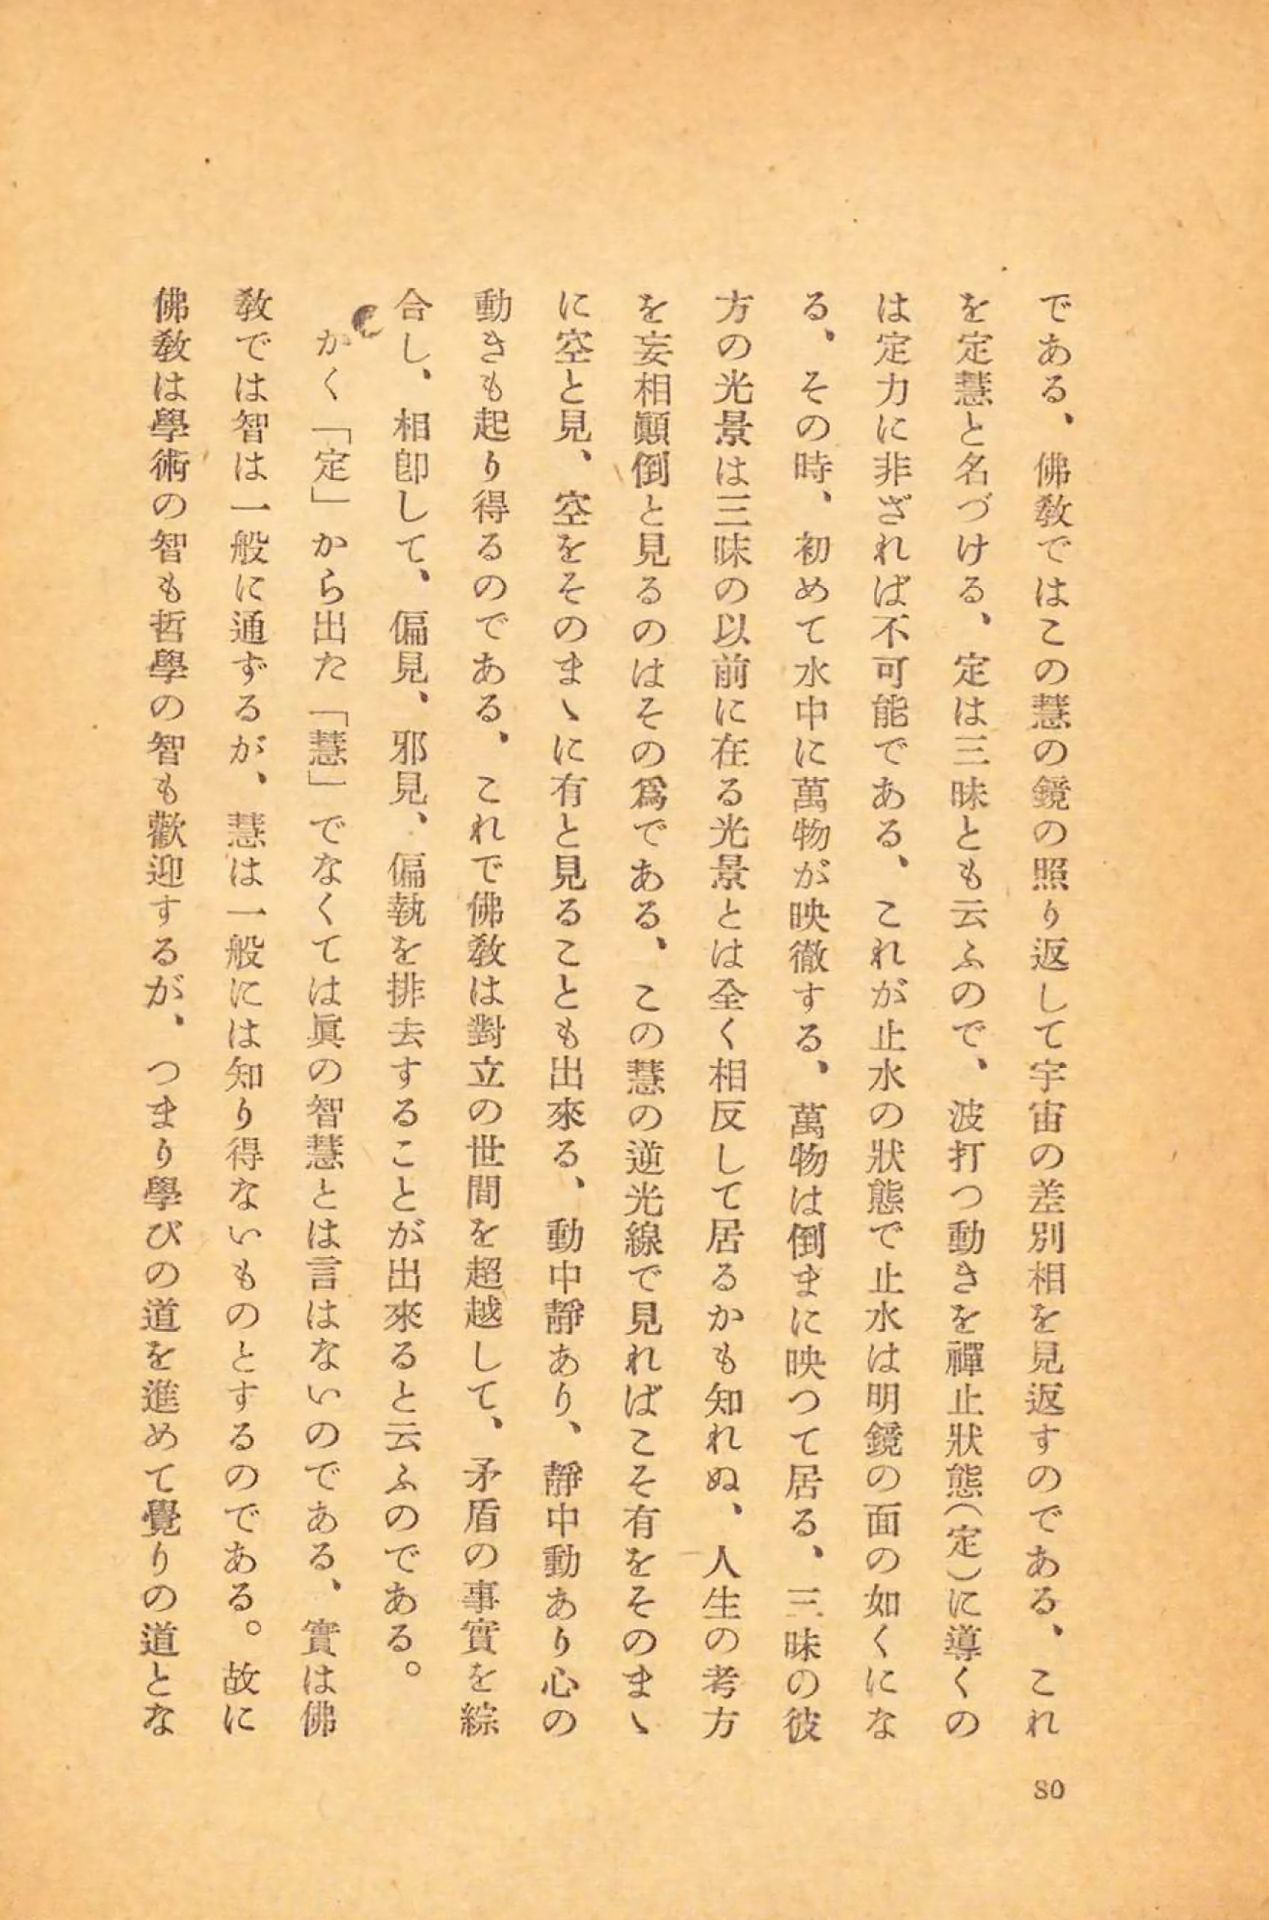 である、佛敎ではこの慧の鏡の照り返して宇宙の差別相を見返すのである、これ
を定慧と名づける、定は三昧とも云ふので、波打つ動きを禪止狀態(定)に導くの
は定力に非ざれば不可能である、これが止水の狀態で止水は明鏡の面の如くにな
る、その時、初めて水中に萬物が映徹する、萬物は倒まに映つて居る、三昧の彼
方の光景は三昧の以前に在る光景とは全く相反して居るかも知れぬ、人生の考方
を妄相顚倒と見るのはその爲である、この慧の逆光線で見ればこそ有をそのまゝ
に空と見、空をそのまゝに有と見ることも出來る、動中靜あり、靜中動あり心の
動きも起り得るのである、これで佛敎は對立の世間を超越して、矛盾の事實を綜
合し、相卽して、偏見、邪見、偏執を排去することが出來ると云ふのである。
かく「定」から出た「慧」でなくては眞の智慧とは言はないのである、實は佛
敎では智は一般に通ずるが、慧は一般には知り得ないものとするのである。故に
佛敎は學術の智も哲學の智も歡迎するが、つまり學びの道を進めて覺りの道とな
80